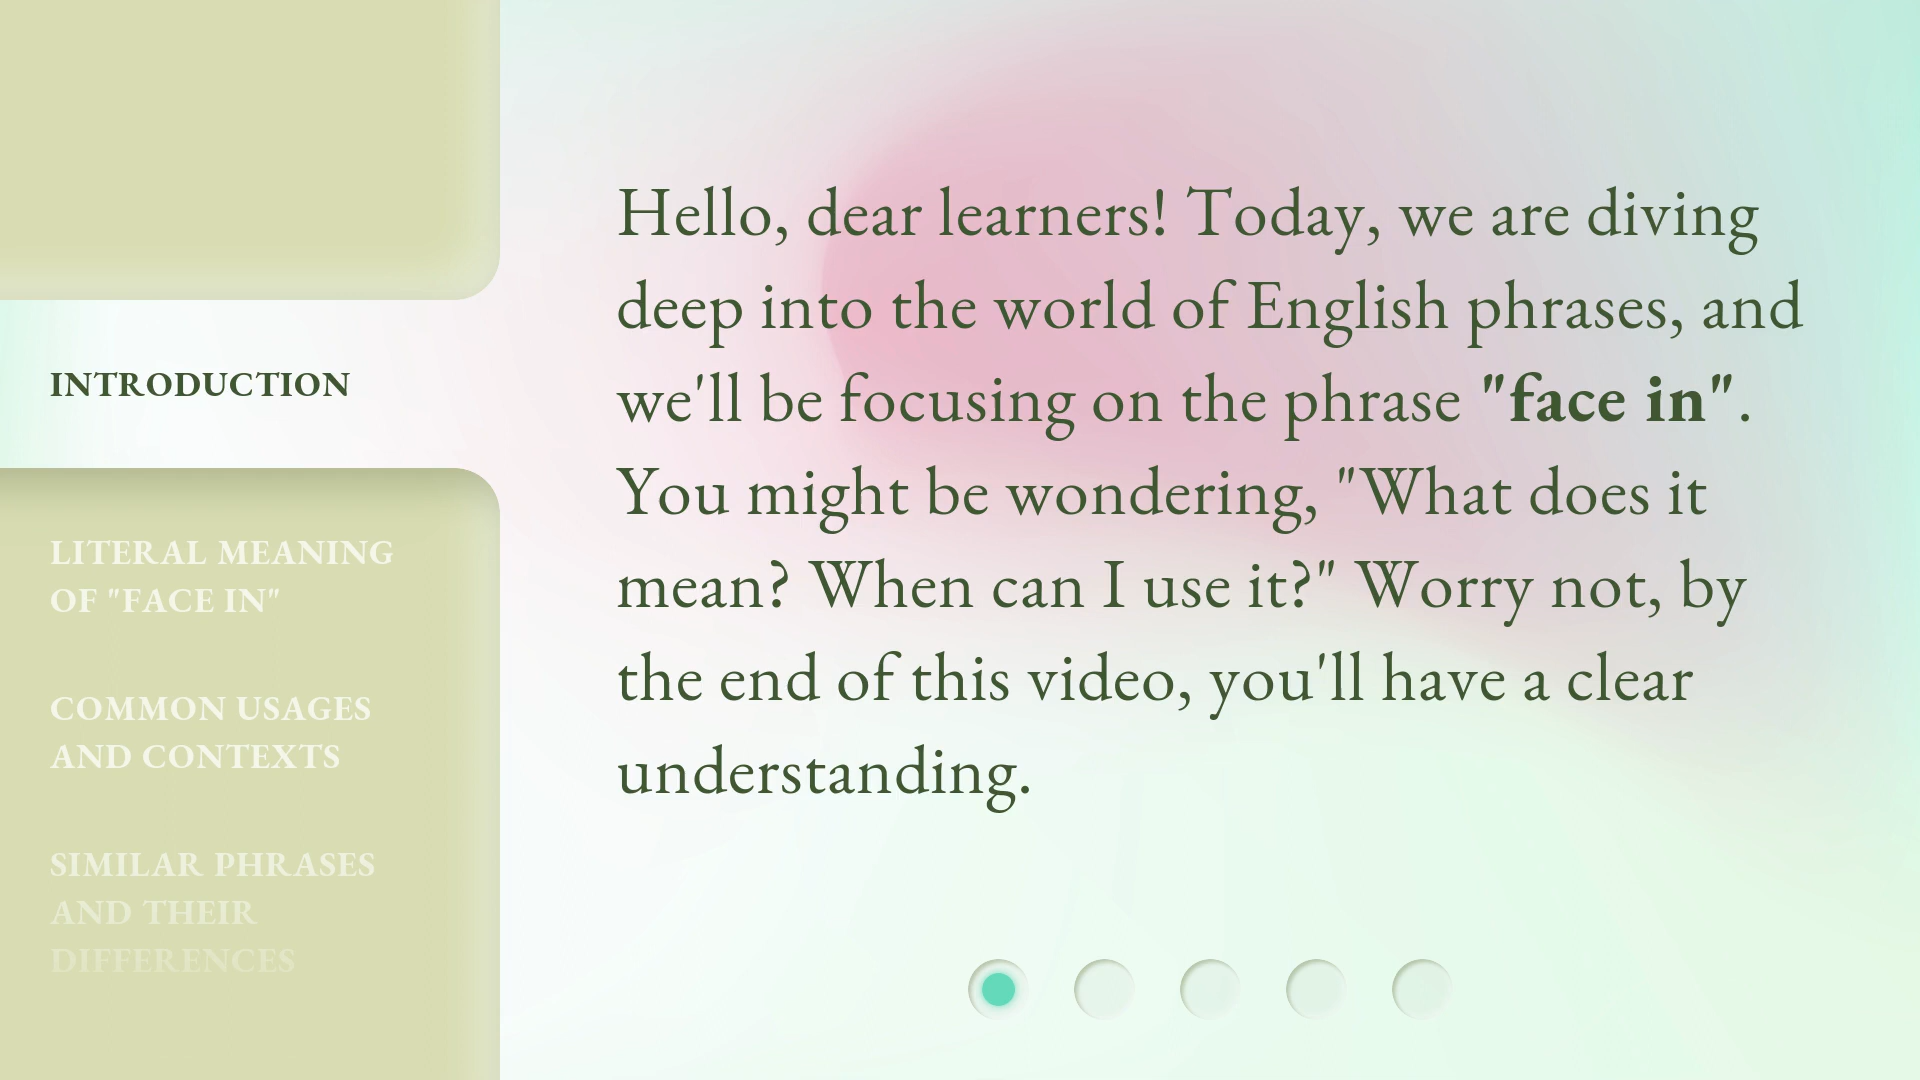 INTRODUCTION
LITERAL MEANING
OF "FACE IN"
COMMON USAGES
AND CONTEXTS
SIMILAR PHRASES
AND THEIR
DIFFERENCES
Hello, dear learners! Today, we are diving
deep into the world of English phrases, and
we'll be focusing on the phrase "face in".
You might be wondering, "What does it
mean? When can I use it?" Worry not, by
the end of this video, you'll have a clear
understanding.